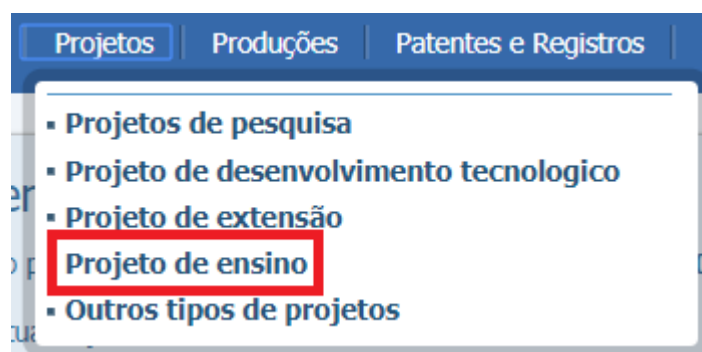 Projetos Produções Patentes e Registros
▪ Projetos de pesquisa
▪ Projeto de desenvolvimento tecnologico
▪ Projeto de extensão
Projeto de ensino
▪ Outros tipos de projetos